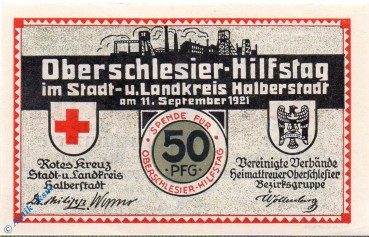 Oberschlesier-Hilfstag
im Stadt- u. Landkreis Halberstadt
am 11. September 1921
SPENDE FÜR
50
PFG
OBERSCHLESIER-HILFSTAG
Rotes Kreuz
Stadt- u. Landkreis
Halberstadt
Vereinigte Verbände
Heimattreuer Oberschlesier
Bezirksgruppe